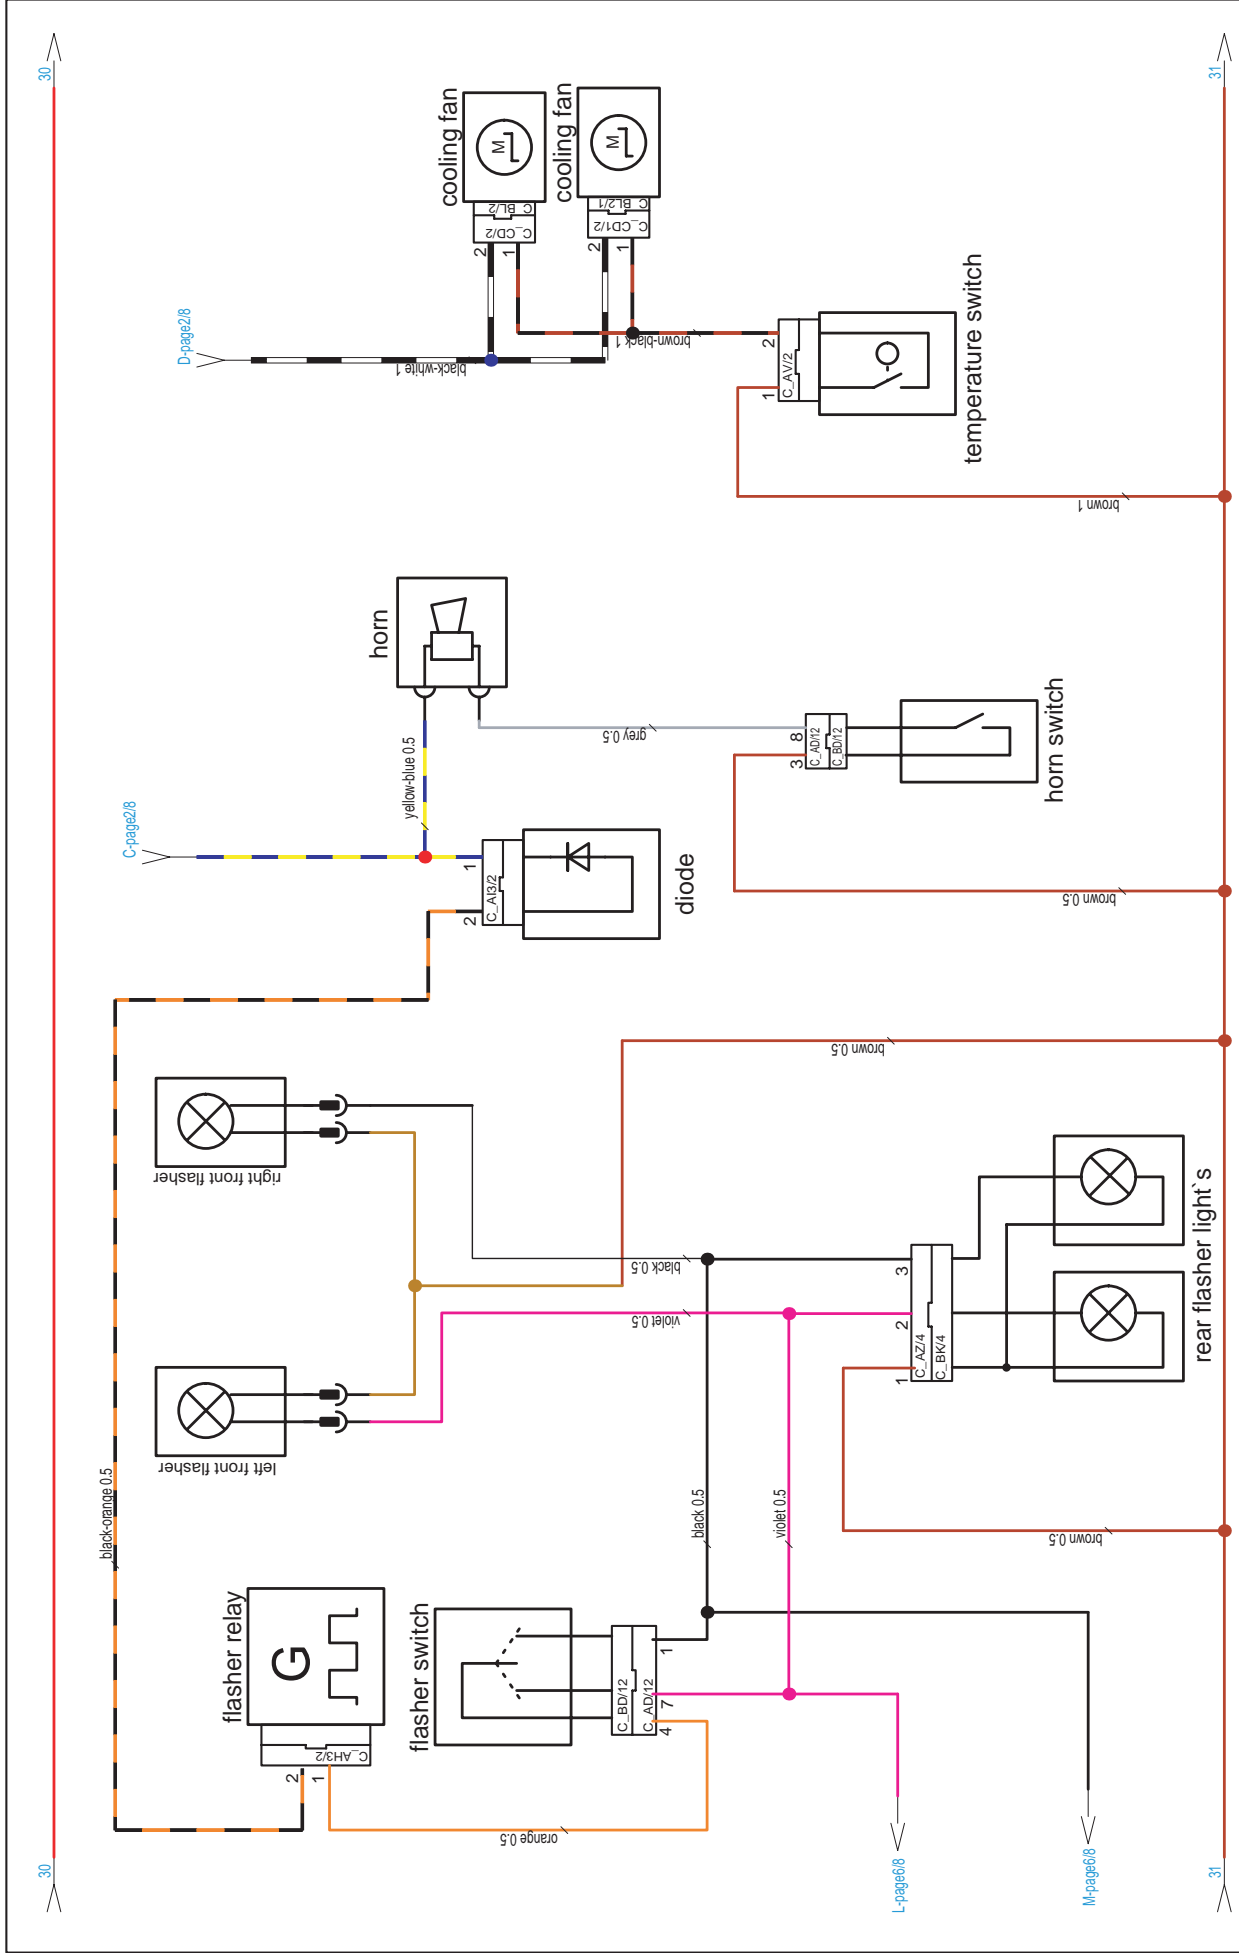 30
31
D-page2/8
cooling fan
M
C_BL/2
C_CD/2
2
1
cooling fan
M
C_BL2/1
C_CD1/2
2
1
black-white 1
brown-black 1
2
1
C_AV/2
temperature switch
brown 1
horn
yellow-blue 0.5
grey 0.5
C-page2/8
8
3
C_AD/12
C_BD/12
horn switch
brown 0.5
1
2
C_AI3/2
diode
brown 0.5
right front flasher
black 0.5
violet 0.5
left front flasher
3
2
1
C_AZ/4
C_BK/4
rear flasher light`s
brown 0.5
black-orange 0.5
black 0.5
violet 0.5
flasher relay
G
C_AH3/2
2
1
flasher switch
C_BD/12
C_AD/12
1
7
4
orange 0.5
L-page6/8
M-page6/8
30
31